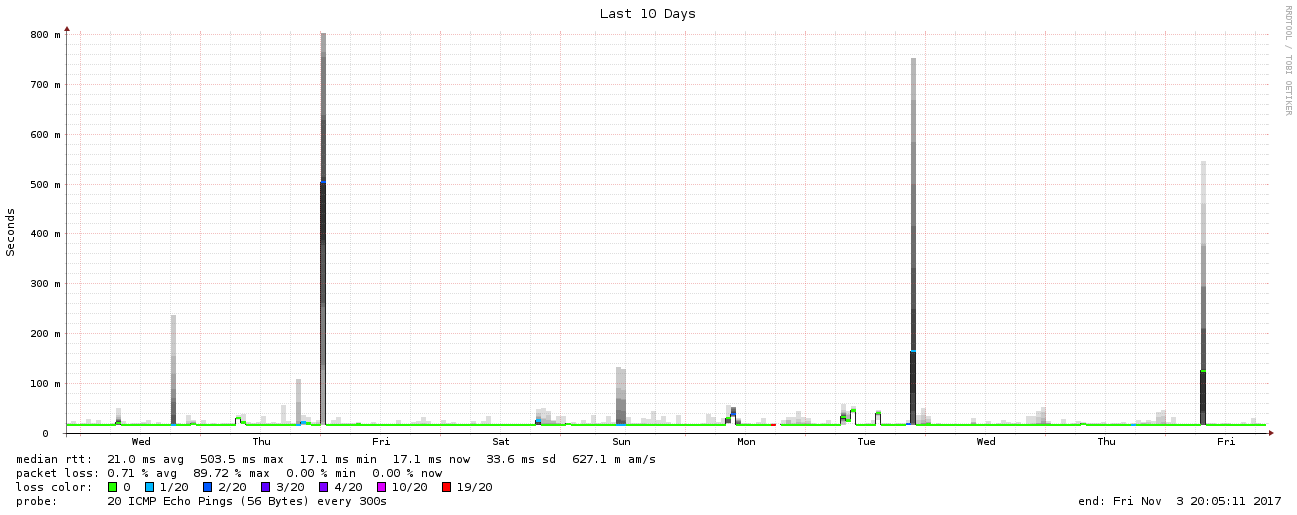 Last 10 Days
RRDTOOL / TOBI OETIKER
Seconds
800 m
700 m
600 m
500 m
400 m
300 m
200 m
100 m
0
Wed Thu Fri Sat Sun Mon Tue Wed Thu Fri
median rtt: 21.0 ms avg 503.5 ms max 17.1 ms min 17.1 ms now 33.6 ms sd 627.1 m am/s
packet loss: 0.71 % avg 89.72 % max 0.00 % min 0.00 % now
loss color: 0 1/20 2/20 3/20 4/20 10/20 19/20
probe: 20 ICMP Echo Pings (56 Bytes) every 300s end: Fri Nov 3 20:05:11 2017